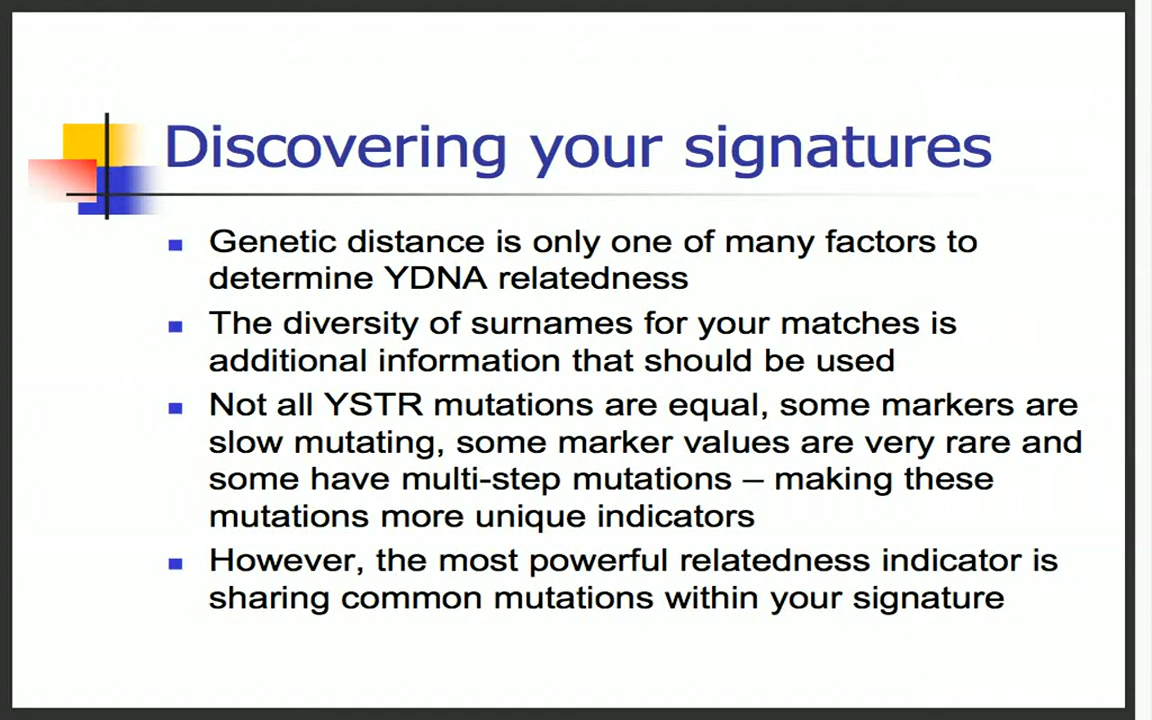 Discovering your signatures
Genetic distance is only one of many factors to
determine YDNA relatedness
The diversity of surnames for your matches is
additional information that should be used
Not all YSTR mutations are equal, some markers are
slow mutating, some marker values are very rare and
some have multi-step mutations – making these
mutations more unique indicators
However, the most powerful relatedness indicator is
sharing common mutations within your signature